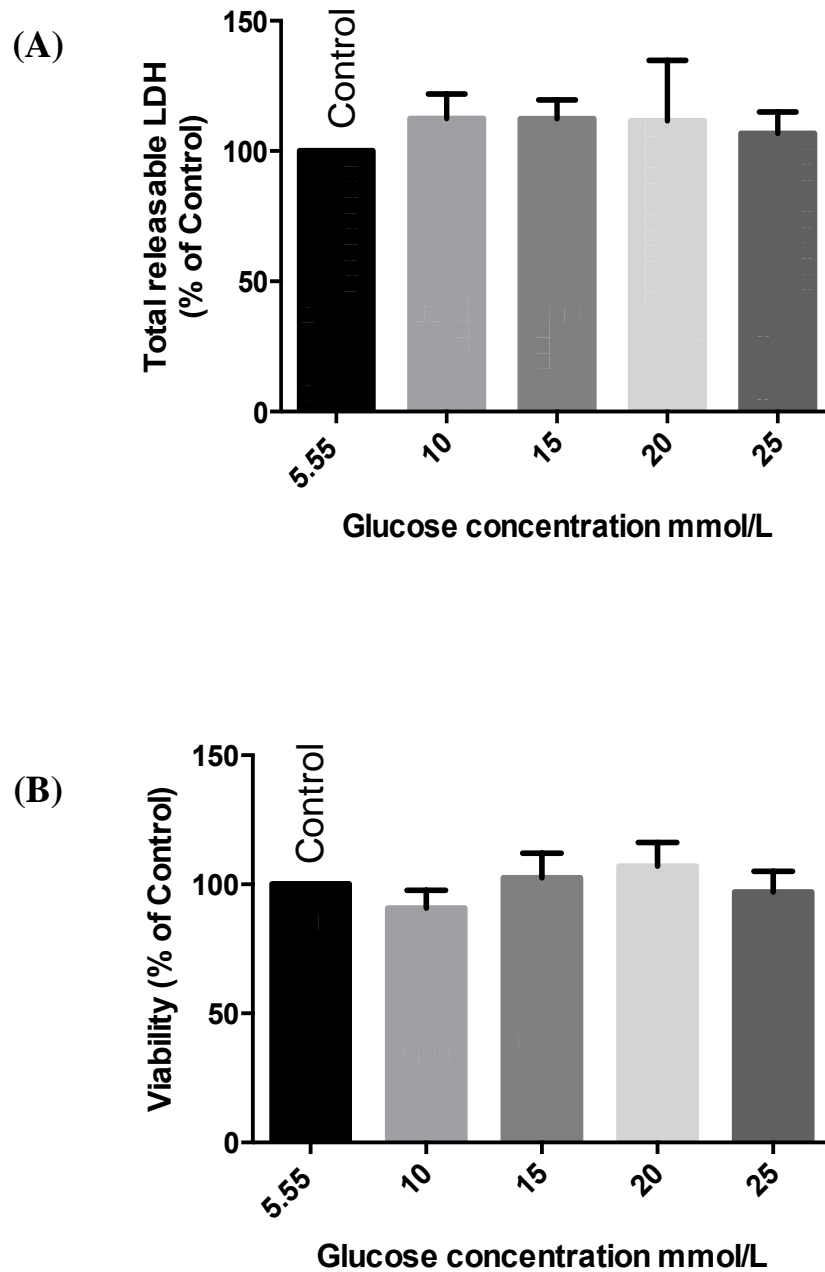 (A)
Total releasable LDH
(% of Control)
150
100
50
0
Control
5.55
10
15
20
25
Glucose concentration mmol/L
(B)
Viability (% of Control)
150
100
50
0
Control
5.55
10
15
20
25
Glucose concentration mmol/L